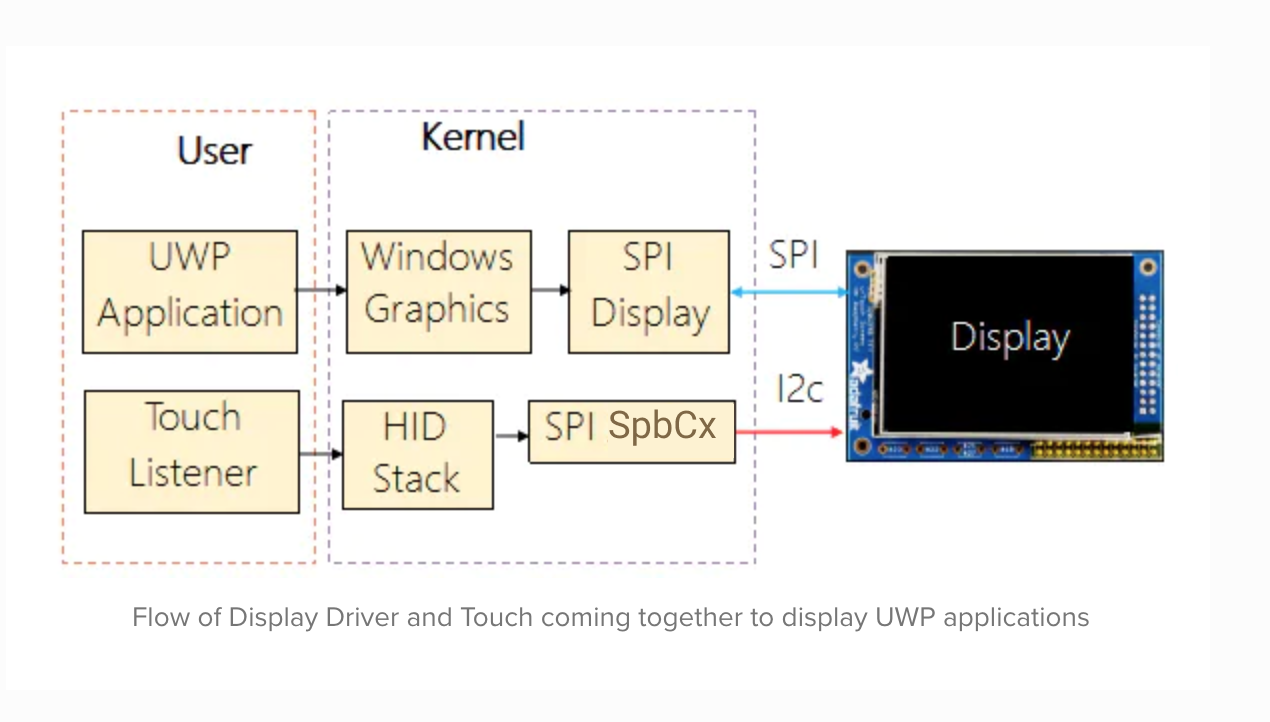 User
Kernel
UWP
Application
Windows
Graphics
SPI
Display
SPI
Display
I2c
Touch
Listener
HID
Stack
SPI SpbCx
adafruit
Flow of Display Driver and Touch coming together to display UWP applications